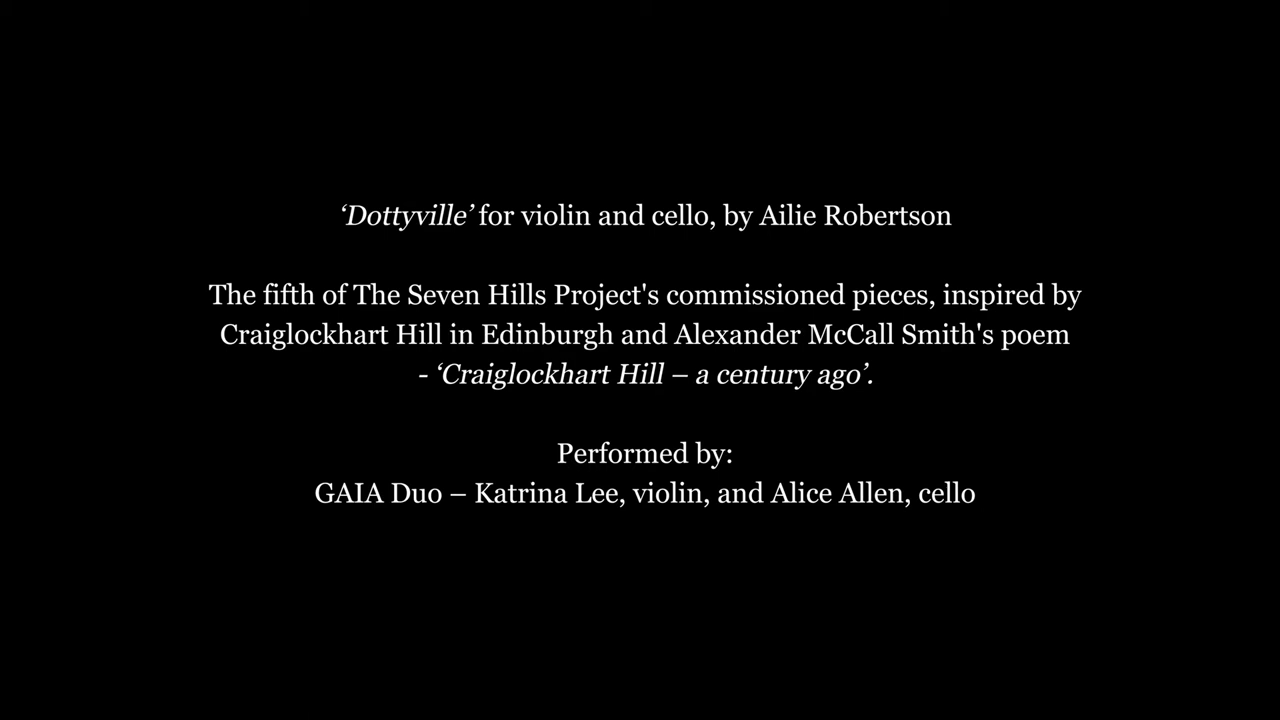 ‘Dottyville’ for violin and cello, by Ailie Robertson
The fifth of The Seven Hills Project's commissioned pieces, inspired by
Craiglockhart Hill in Edinburgh and Alexander McCall Smith's poem
- ‘Craiglockhart Hill – a century ago’.
Performed by:
GAIA Duo – Katrina Lee, violin, and Alice Allen, cello